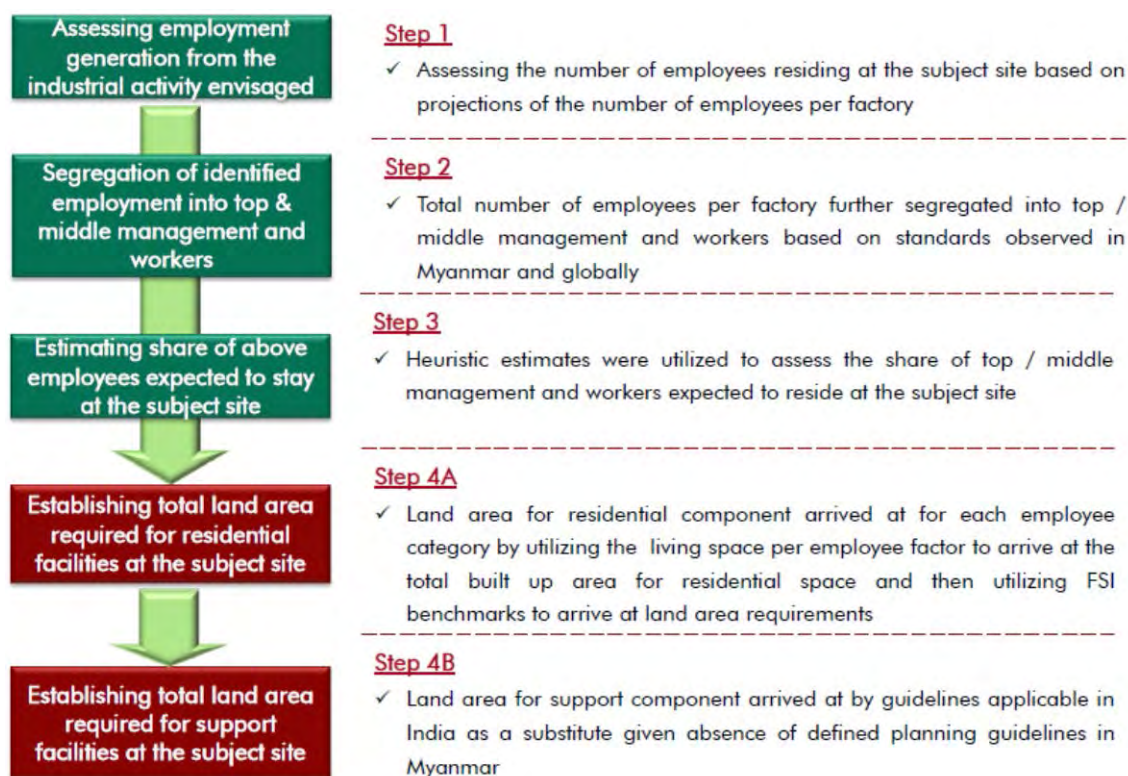 Assessing employment
generation from the
industrial activity envisaged
Step 1
✓ Assessing the number of employees residing at the subject site based on
projections of the number of employees per factory
Segregation of identified
employment into top &
middle management and
workers
Step 2
✓ Total number of employees per factory further segregated into top /
middle management and workers based on standards observed in
Myanmar and globally
Estimating share of above
employees expected to stay
at the subject site
Step 3
✓ Heuristic estimates were utilized to assess the share of top / middle
management and workers expected to reside at the subject site
Establishing total land area
required for residential
facilities at the subject site
Step 4A
✓ Land area for residential component arrived at for each employee
category by utilizing the living space per employee factor to arrive at the
total built up area for residential space and then utilizing FSI
benchmarks to arrive at land area requirements
Establishing total land area
required for support
facilities at the subject site
Step 4B
✓ Land area for support component arrived at by guidelines applicable in
India as a substitute given absence of defined planning guidelines in
Myanmar